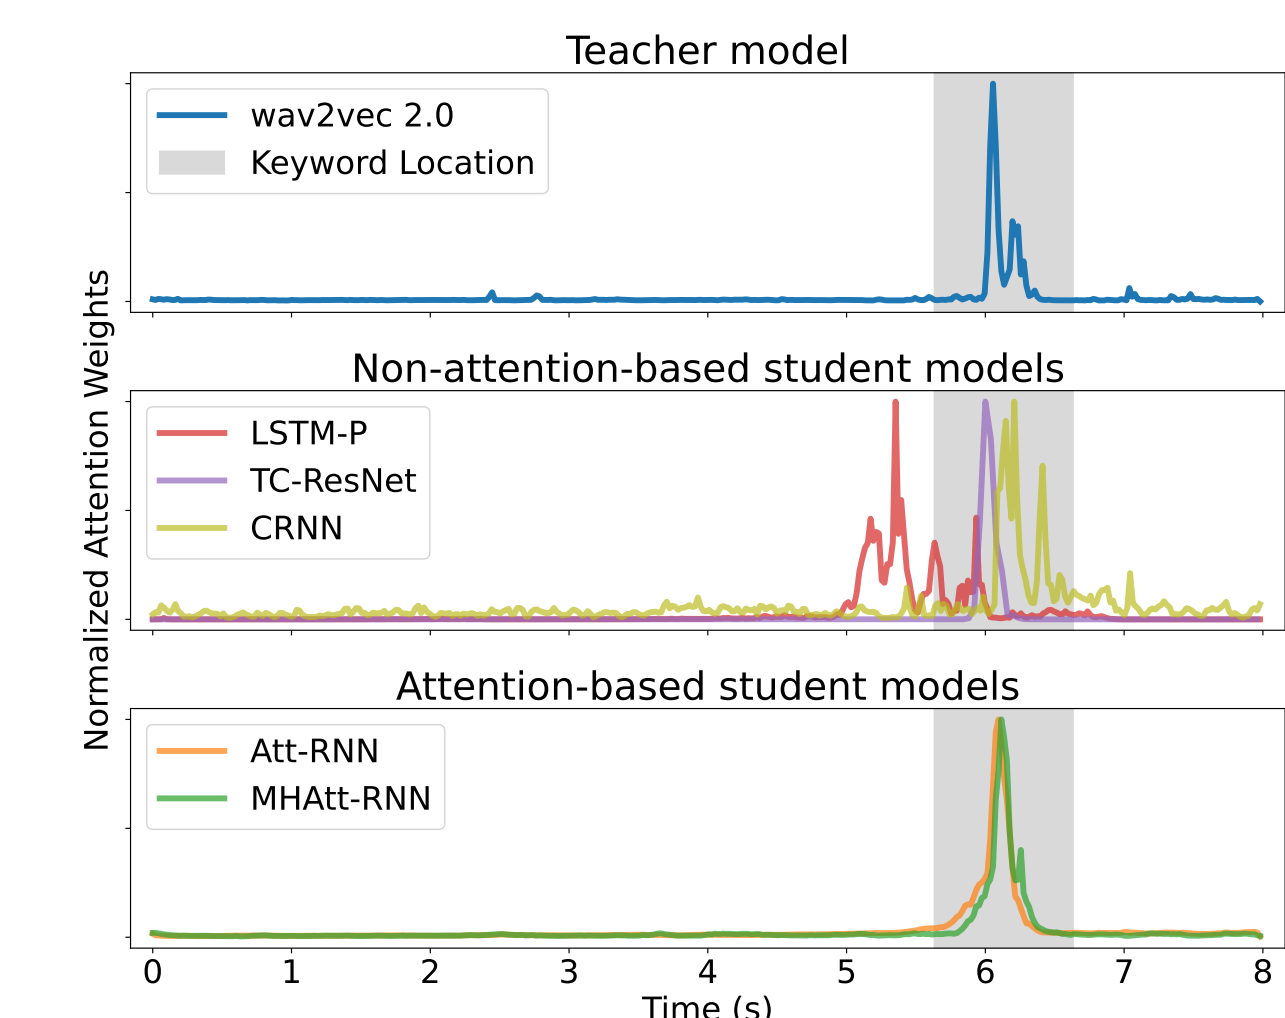 Teacher model
wav2vec 2.0
Keyword Location
Normalized Attention Weights
Non-attention-based student models
LSTM-P
TC-ResNet
CRNN
Attention-based student models
Att-RNN
MHAtt-RNN
0 1 2 3 4 5 6 7 8
Time (s)